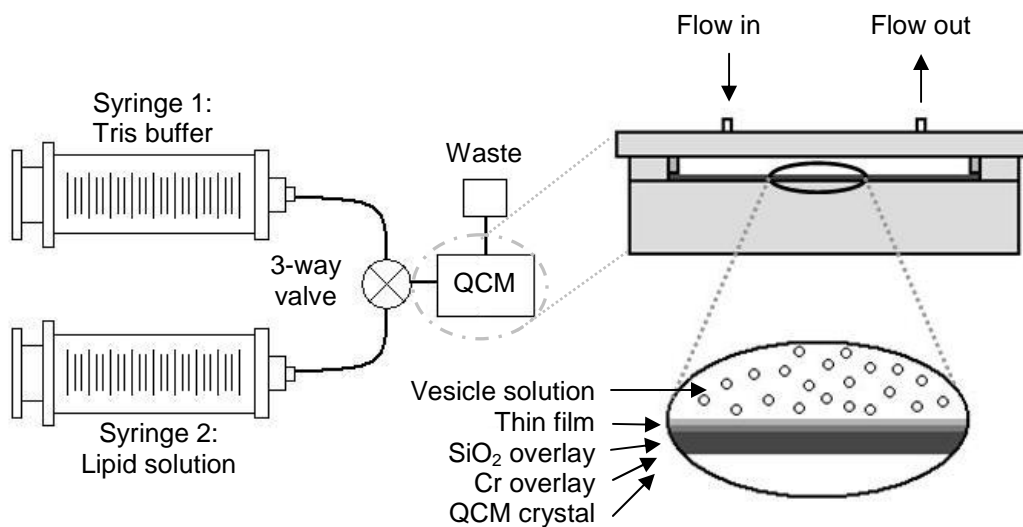 Flow in
Flow out
Syringe 1:
Tris buffer
Waste
3-way
valve
QCM
Syringe 2:
Lipid solution
Vesicle solution
Thin film
SiO₂ overlay
Cr overlay
QCM crystal